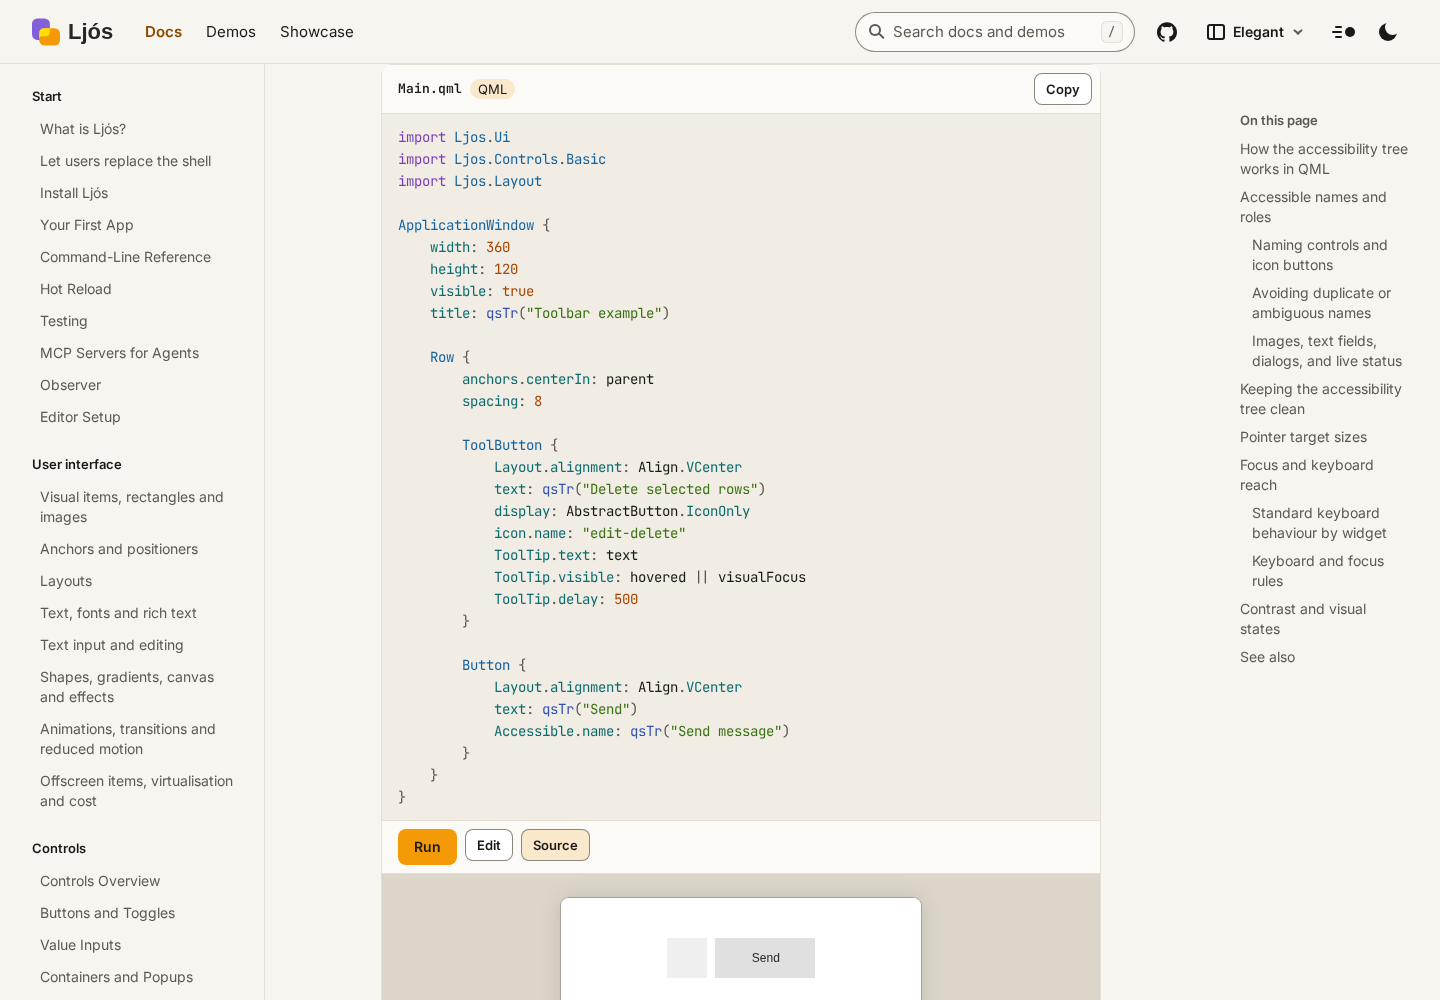 Ljós
Docs
Demos
Showcase
Search docs and demos
/
Elegant
Start
What is Ljós?
Let users replace the shell
Install Ljós
Your First App
Command-Line Reference
Hot Reload
Testing
MCP Servers for Agents
Observer
Editor Setup
User interface
Visual items, rectangles and
images
Anchors and positioners
Layouts
Text, fonts and rich text
Text input and editing
Shapes, gradients, canvas
and effects
Animations, transitions and
reduced motion
Offscreen items, virtualisation
and cost
Controls
Controls Overview
Buttons and Toggles
Value Inputs
Containers and Popups
Main.qml
QML
Copy
import Ljos.Ui
import Ljos.Controls.Basic
import Ljos.Layout
ApplicationWindow {
    width: 360
    height: 120
    visible: true
    title: qsTr("Toolbar example")
    Row {
        anchors.centerIn: parent
        spacing: 8
        ToolButton {
            Layout.alignment: Align.VCenter
            text: qsTr("Delete selected rows")
            display: AbstractButton.IconOnly
            icon.name: "edit-delete"
            ToolTip.text: text
            ToolTip.visible: hovered || visualFocus
            ToolTip.delay: 500
        }
        Button {
            Layout.alignment: Align.VCenter
            text: qsTr("Send")
            Accessible.name: qsTr("Send message")
        }
    }
}
Run
Edit
Source
Send
On this page
How the accessibility tree
works in QML
Accessible names and
roles
Naming controls and
icon buttons
Avoiding duplicate or
ambiguous names
Images, text fields,
dialogs, and live status
Keeping the accessibility
tree clean
Pointer target sizes
Focus and keyboard
reach
Standard keyboard
behaviour by widget
Keyboard and focus
rules
Contrast and visual
states
See also